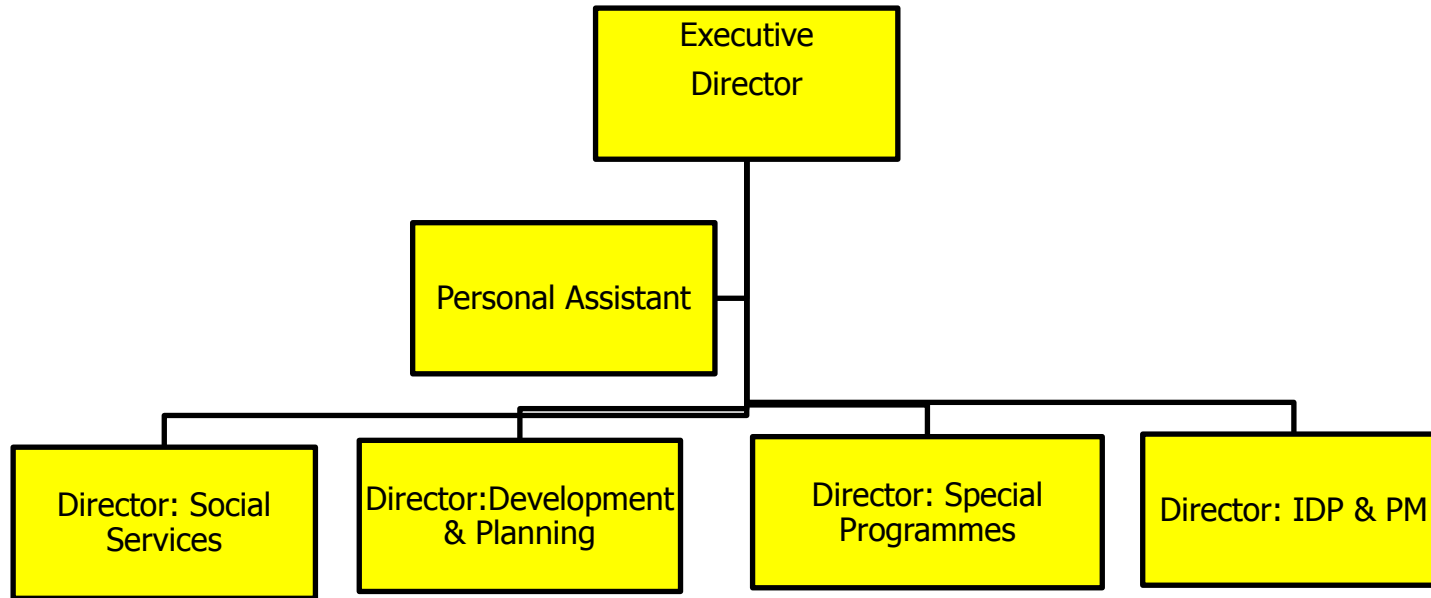 Executive
Director
Personal Assistant
Director: Social
Services
Director:Development
& Planning
Director: Special
Programmes
Director: IDP & PM